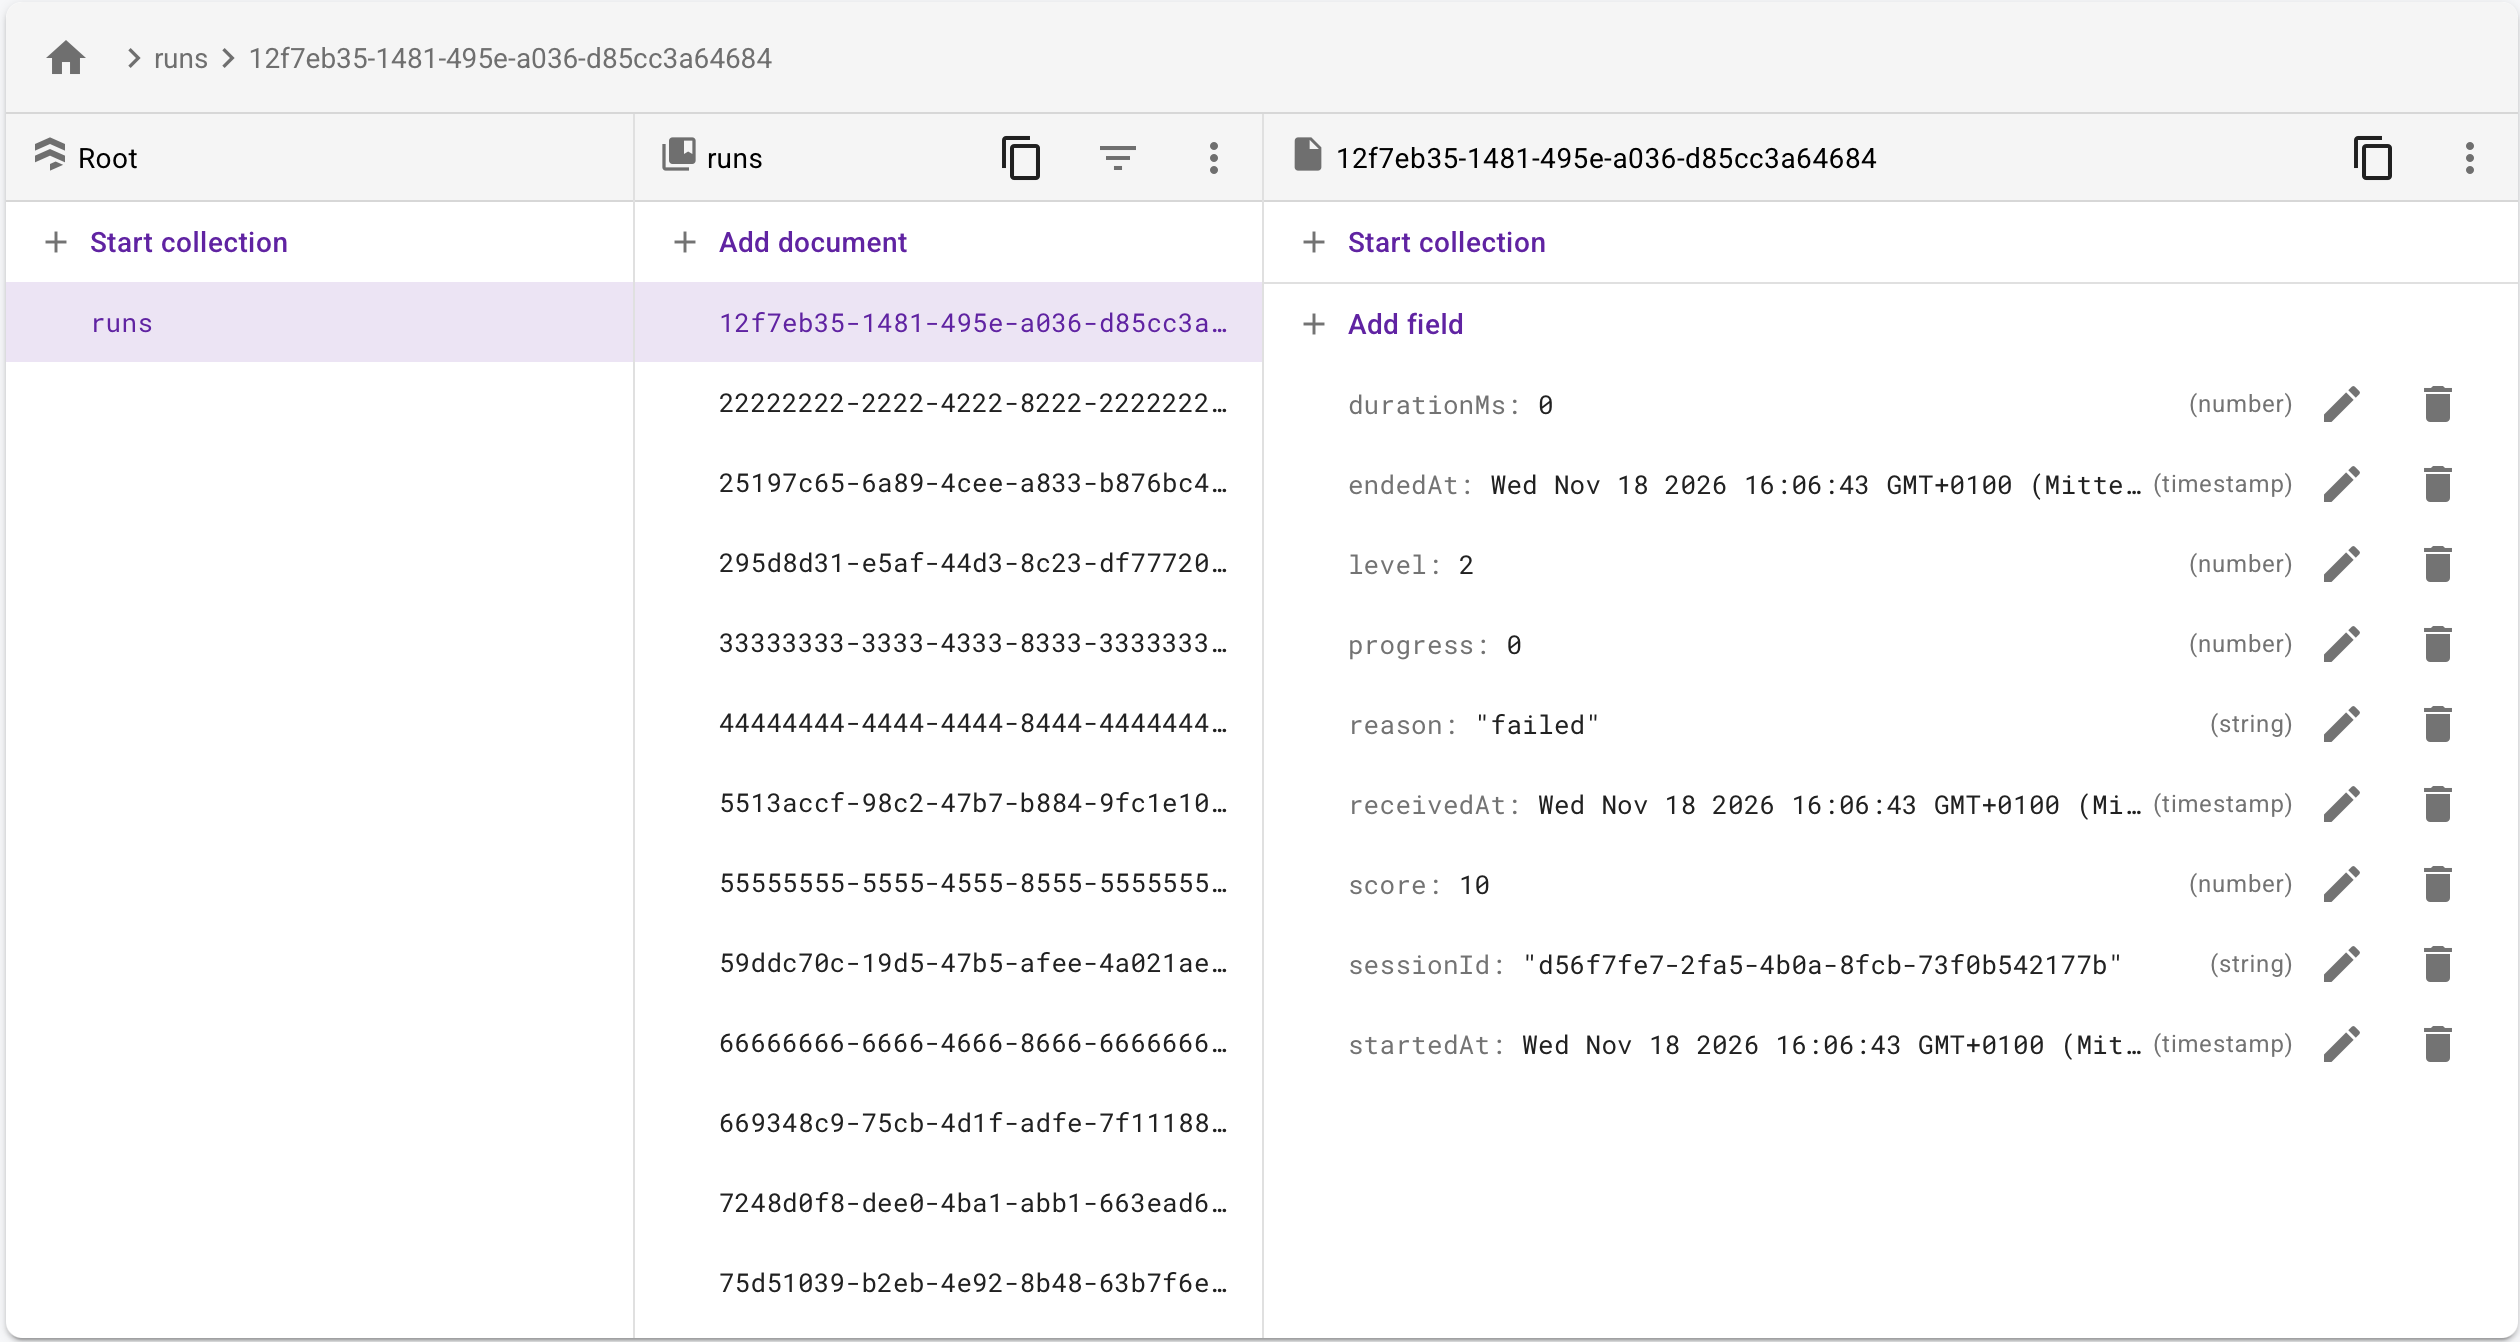 runs
12f7eb35-1481-495e-a036-d85cc3a64684
Root
Start collection
runs
runs
Add document
12f7eb35-1481-495e-a036-d85cc3a…
22222222-2222-4222-8222-2222222…
25197c65-6a89-4cee-a833-b876bc4…
295d8d31-e5af-44d3-8c23-df77720…
33333333-3333-4333-8333-3333333…
44444444-4444-4444-8444-4444444…
5513accf-98c2-47b7-b884-9fc1e10…
55555555-5555-4555-8555-5555555…
59ddc70c-19d5-47b5-afee-4a021ae…
66666666-6666-4666-8666-6666666…
669348c9-75cb-4d1f-adfe-7f11188…
7248d0f8-dee0-4ba1-abb1-663ead6…
75d51039-b2eb-4e92-8b48-63b7f6e…
12f7eb35-1481-495e-a036-d85cc3a64684
Start collection
Add field
durationMs: 0 (number)
endedAt: Wed Nov 18 2026 16:06:43 GMT+0100 (Mitte… (timestamp)
level: 2 (number)
progress: 0 (number)
reason: "failed" (string)
receivedAt: Wed Nov 18 2026 16:06:43 GMT+0100 (Mi… (timestamp)
score: 10 (number)
sessionId: "d56f7fe7-2fa5-4b0a-8fcb-73f0b542177b" (string)
startedAt: Wed Nov 18 2026 16:06:43 GMT+0100 (Mit… (timestamp)